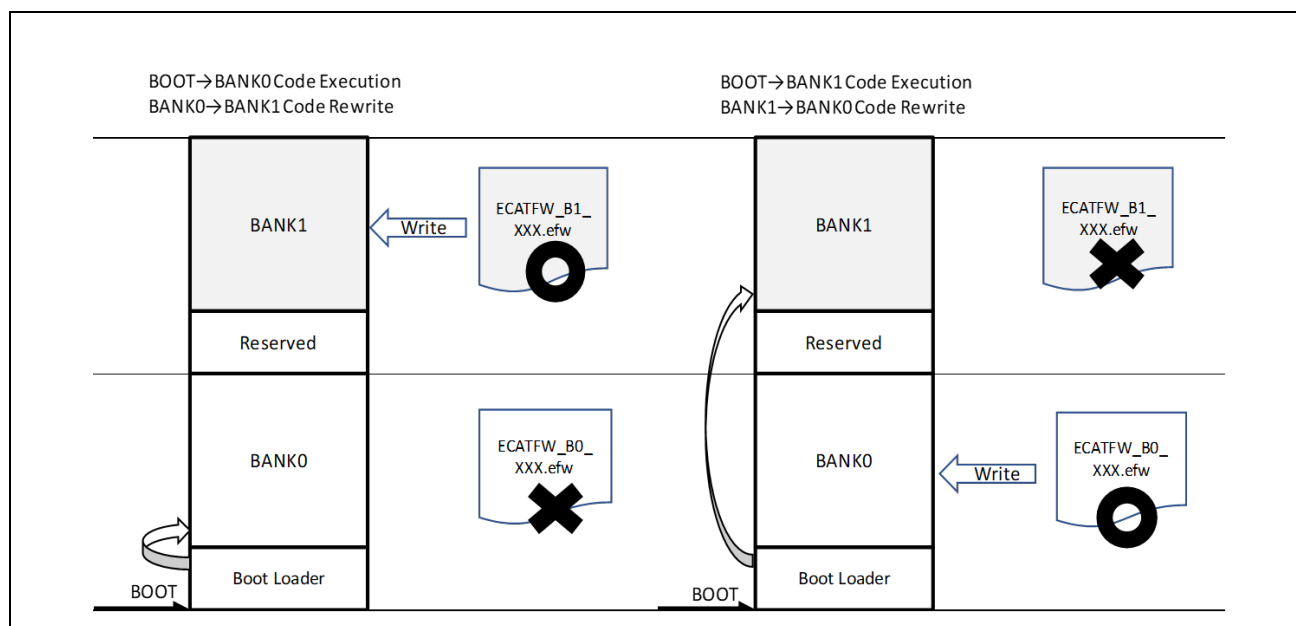 BOOT→BANK0 Code Execution
BANK0→BANK1 Code Rewrite
BANK1
Write
ECATFW_B1_
XXX.efw
Reserved
BANK0
ECATFW_B0_
XXX.efw
Boot Loader
BOOT
BOOT→BANK1 Code Execution
BANK1→BANK0 Code Rewrite
BANK1
ECATFW_B1_
XXX.efw
Reserved
BANK0
Write
ECATFW_B0_
XXX.efw
Boot Loader
BOOT